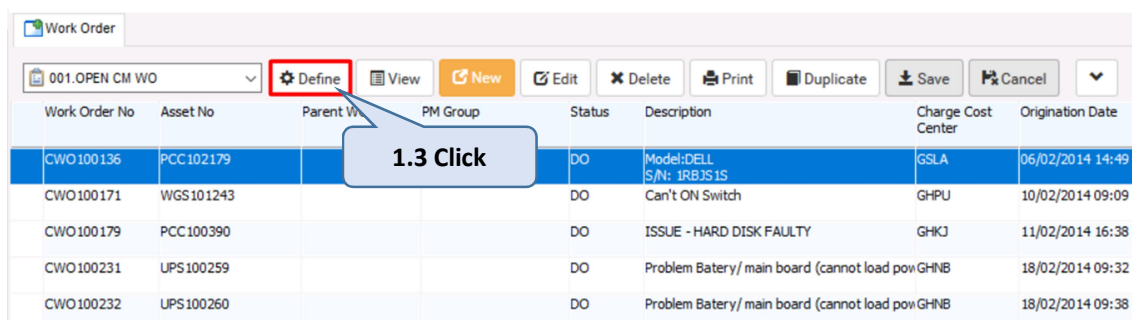 Work Order
001.OPEN CM WO Define View New Edit Delete Print Duplicate Save Cancel
Work Order No Asset No Parent PM Group Status Description Charge Cost Center Origination Date
1.3 Click
CWO100136 PCC102179 DO Model:DELL S/N: 1RBJS1S GSLA 06/02/2014 14:49
CWO100171 WGS101243 DO Can't ON Switch GHPU 10/02/2014 09:09
CWO100179 PCC100390 DO ISSUE - HARD DISK FAULTY GHKJ 11/02/2014 16:38
CWO100231 UPS100259 DO Problem Batery/ main board (cannot load pow GHNB 18/02/2014 09:32
CWO100232 UPS100260 DO Problem Batery/ main board (cannot load pow GHNB 18/02/2014 09:38